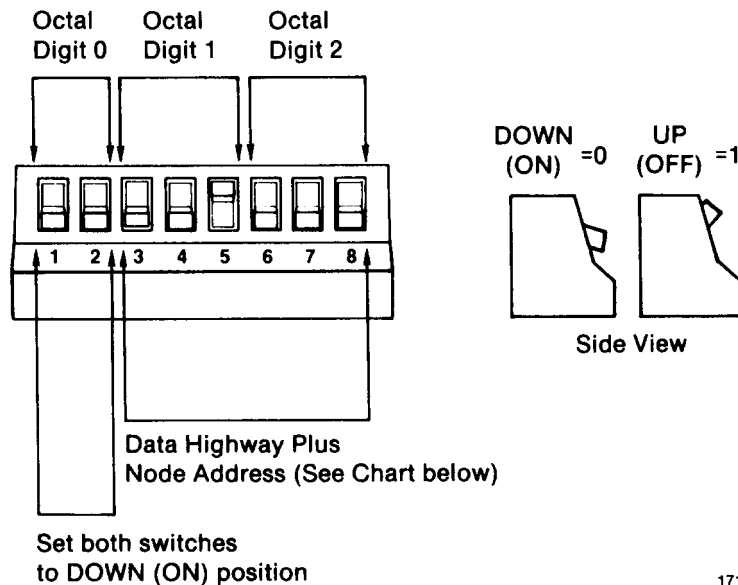 Octal Octal Octal
Digit 0 Digit 1 Digit 2
DOWN UP
(ON) =0 (OFF) =1
1 2 3 4 5 6 7 8
Side View
Data Highway Plus
Node Address (See Chart below)
Set both switches
to DOWN (ON) position